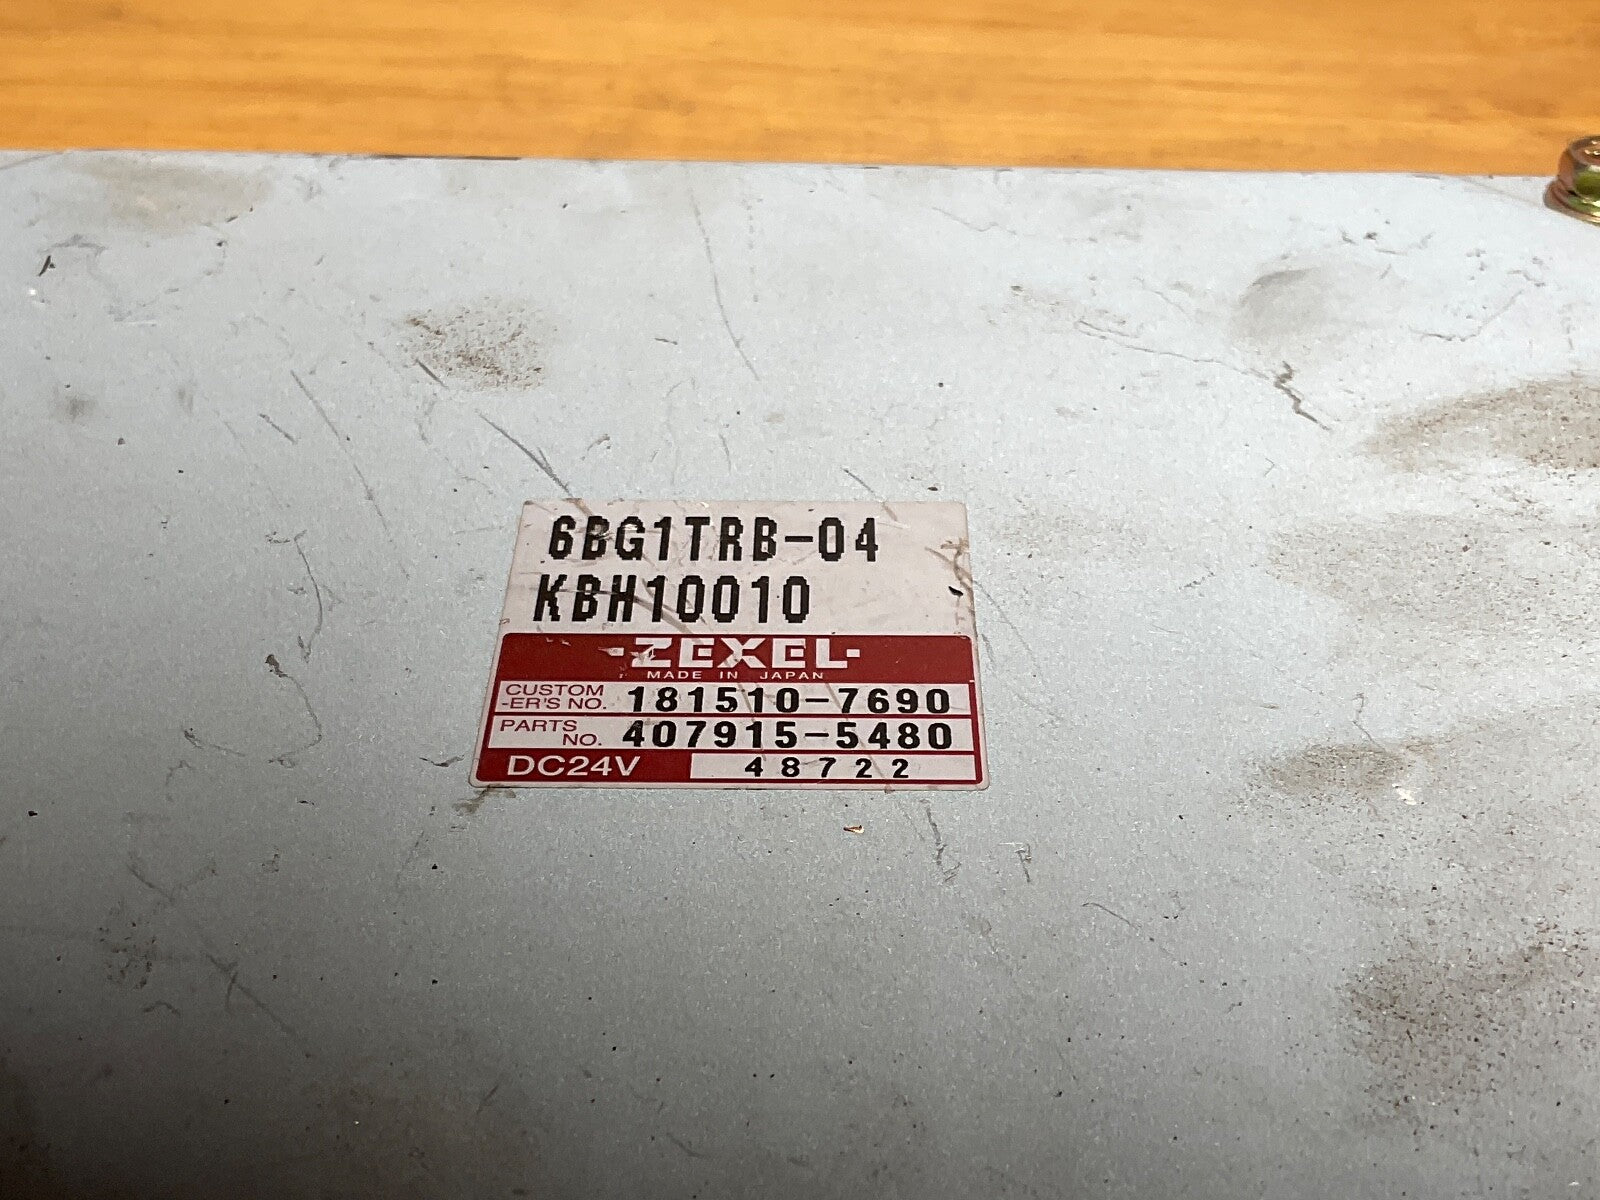 6BG1TRB-04
KBH10010
·ZEXEL·
MADE IN JAPAN
CUSTOM
-ER'S NO. 181510-7690
PARTS
NO. 407915-5480
DC24V 48722